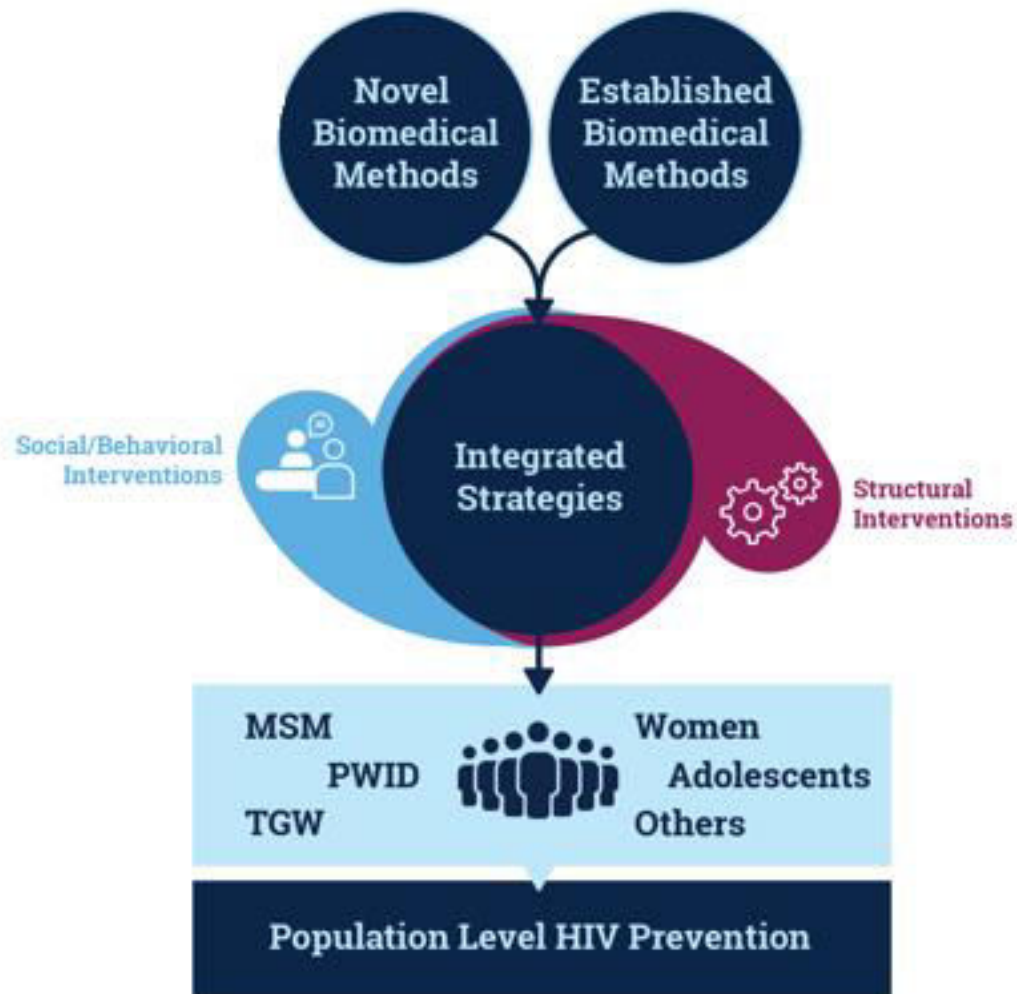 Novel
Biomedical
Methods
Established
Biomedical
Methods
Social/Behavioral
Interventions
Integrated
Strategies
Structural
Interventions
MSM
PWID
TGW
Women
Adolescents
Others
Population Level HIV Prevention